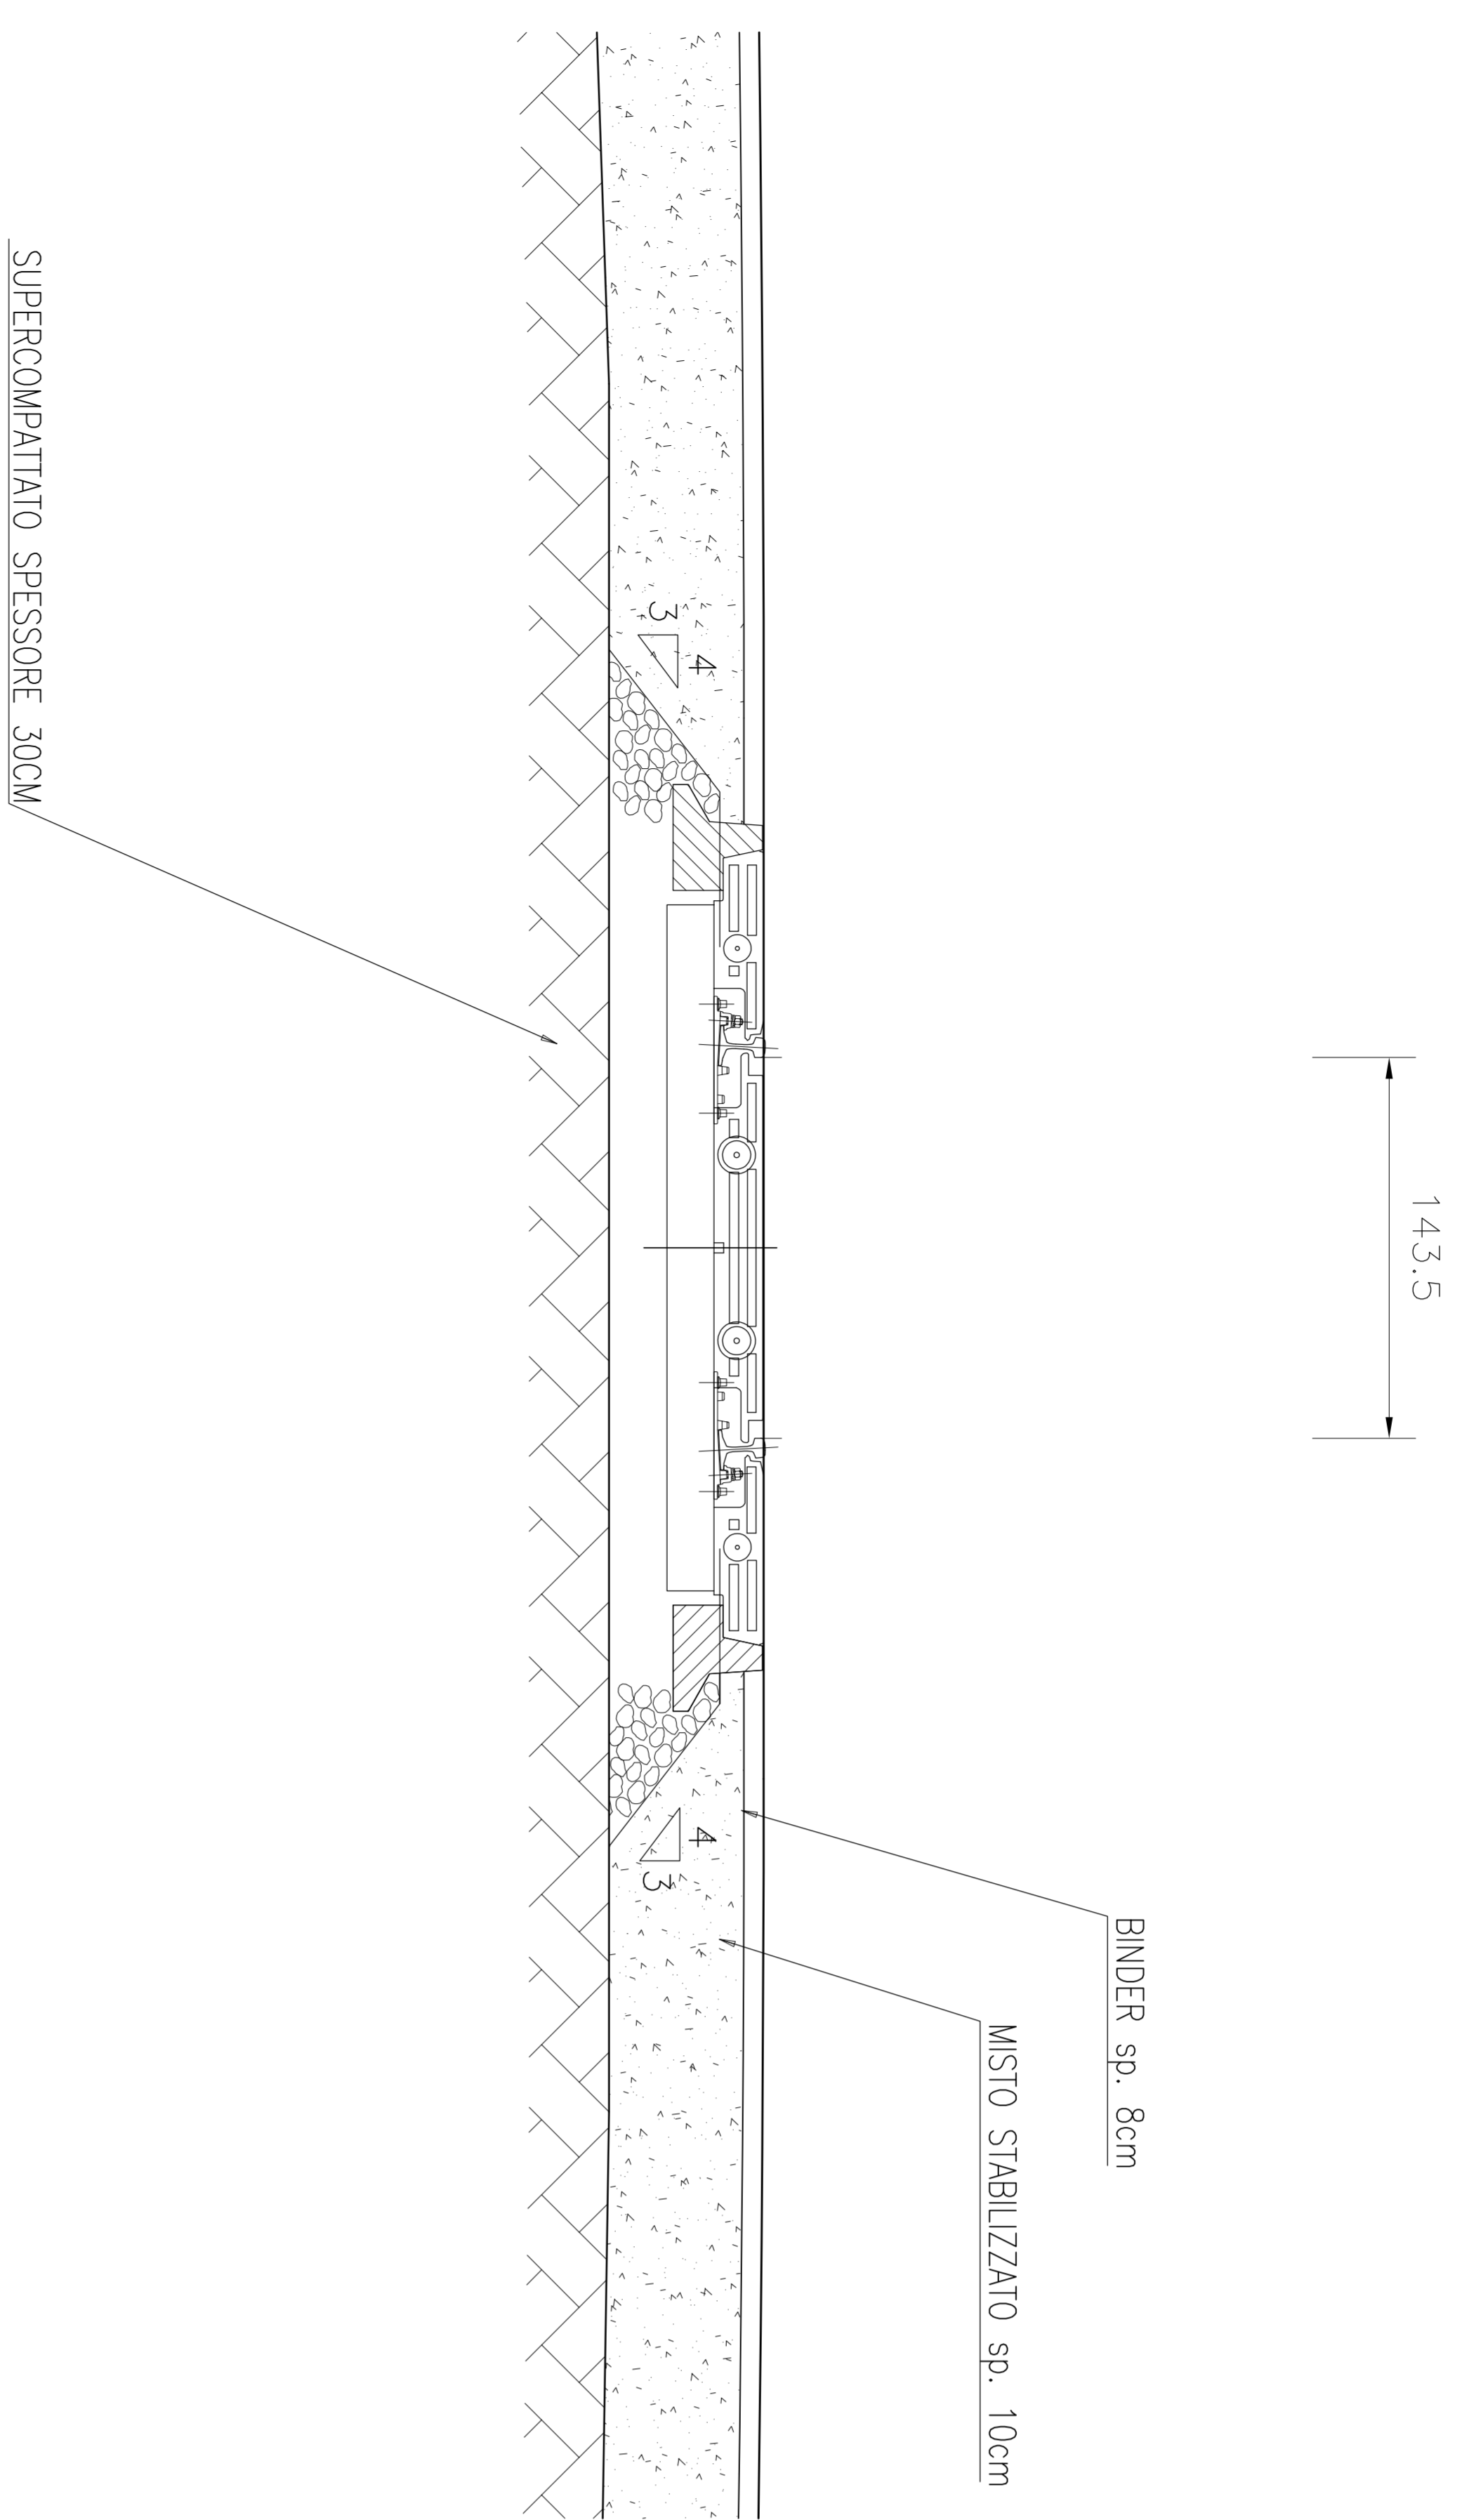 143.5
BINDER sp. 8cm
MISTO STABILIZZATO sp. 10cm
4
3
4
3
SUPERCOMPATTATO SPESSORE 30CM